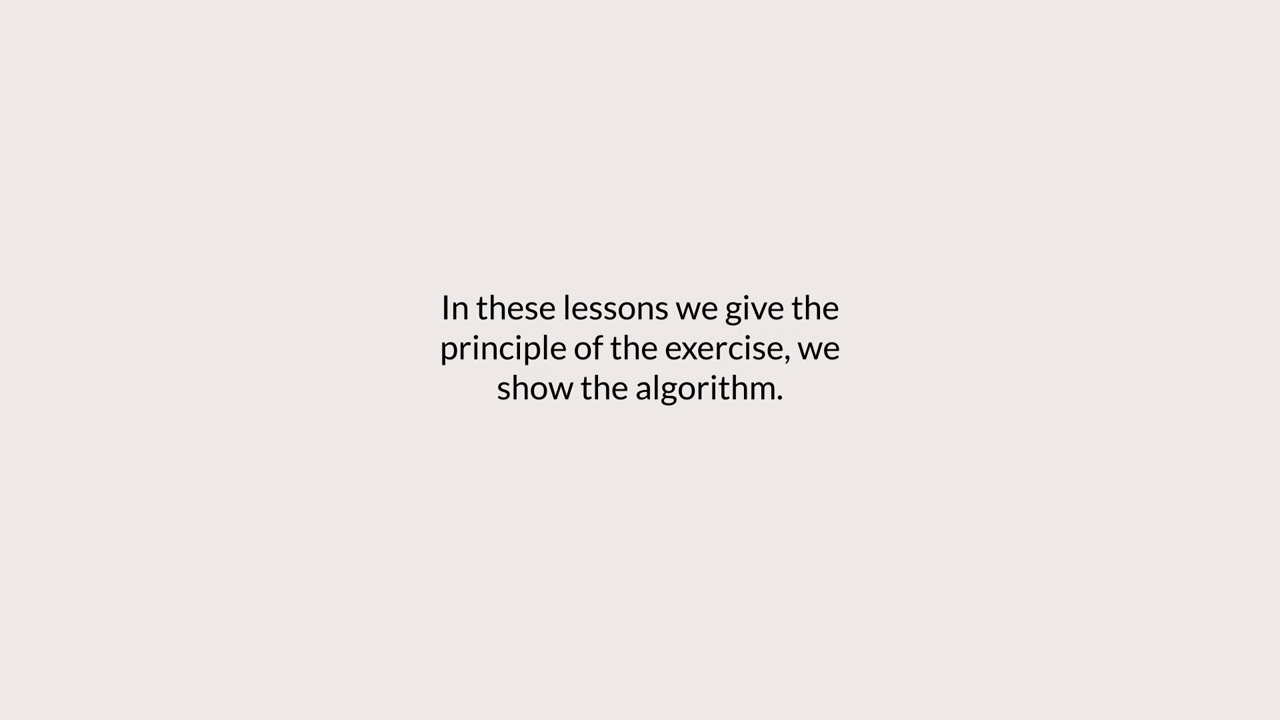 In these lessons we give the
principle of the exercise, we
show the algorithm.